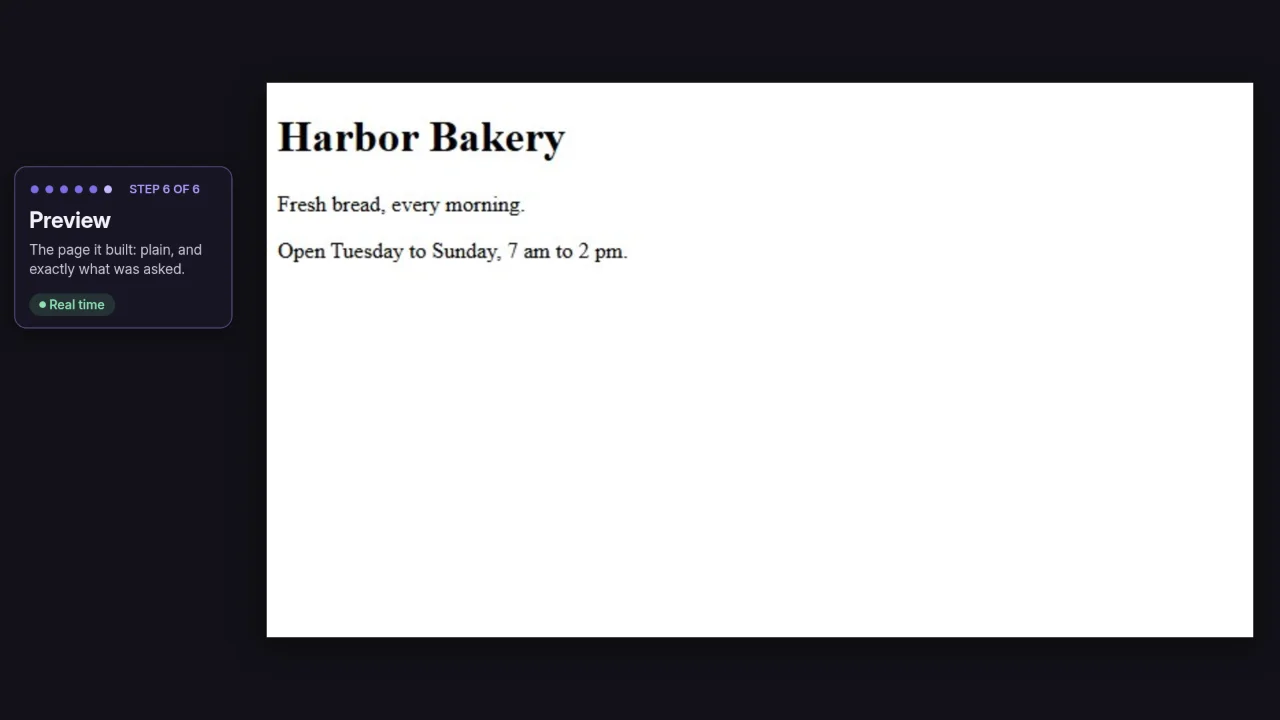 STEP 6 OF 6
Preview
The page it built: plain, and
exactly what was asked.
Real time
Harbor Bakery
Fresh bread, every morning.
Open Tuesday to Sunday, 7 am to 2 pm.